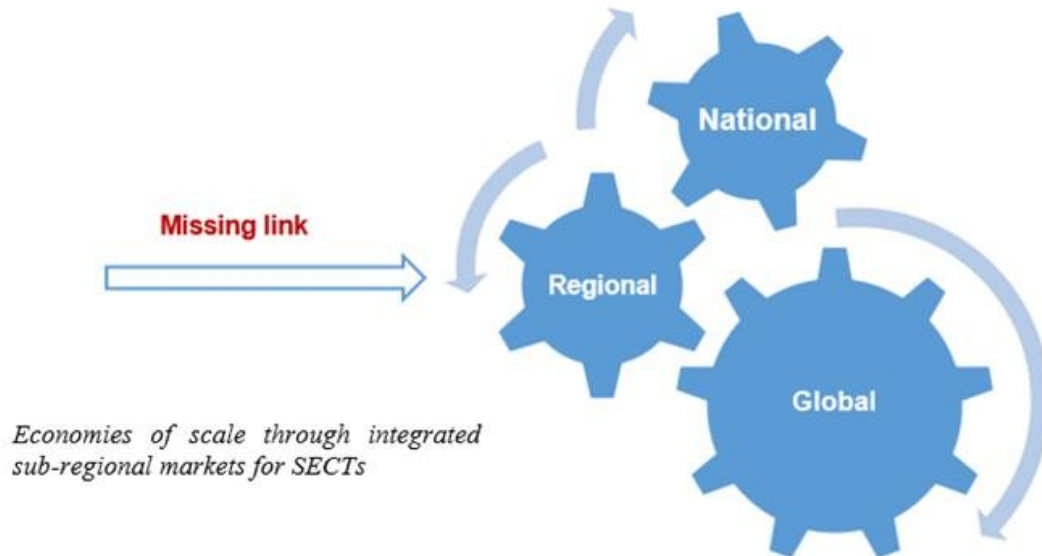 National
Missing link
Regional
Global
Economies of scale through integrated
sub-regional markets for SECTs